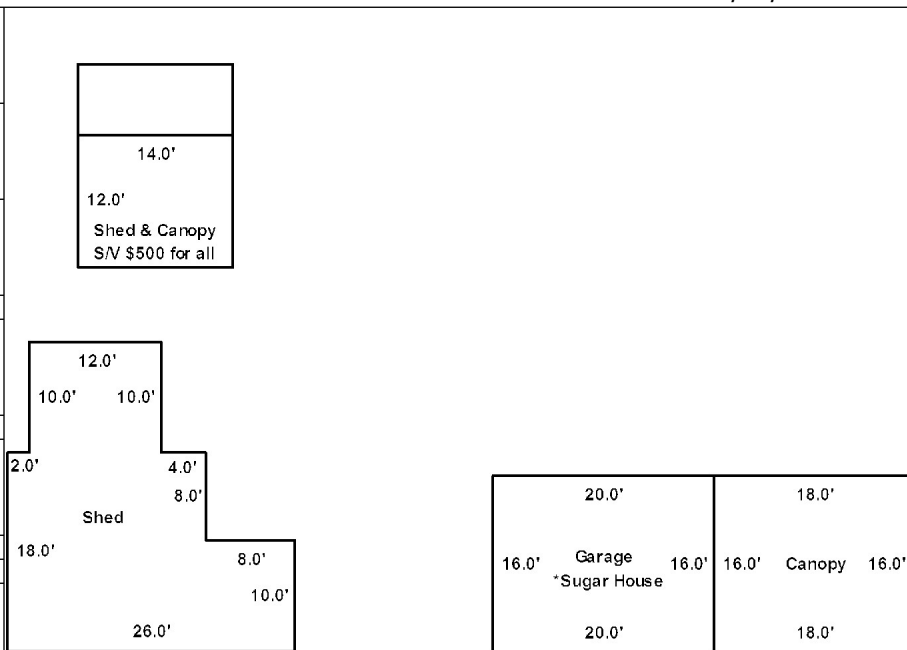 14.0'
12.0'
Shed & Canopy
S/V $500 for all
12.0'
10.0' 10.0'
2.0' 4.0'
8.0'
Shed
18.0'
8.0'
10.0'
26.0'
20.0' 18.0'
16.0' Garage 16.0' 16.0' Canopy 16.0'
*Sugar House
20.0' 18.0'